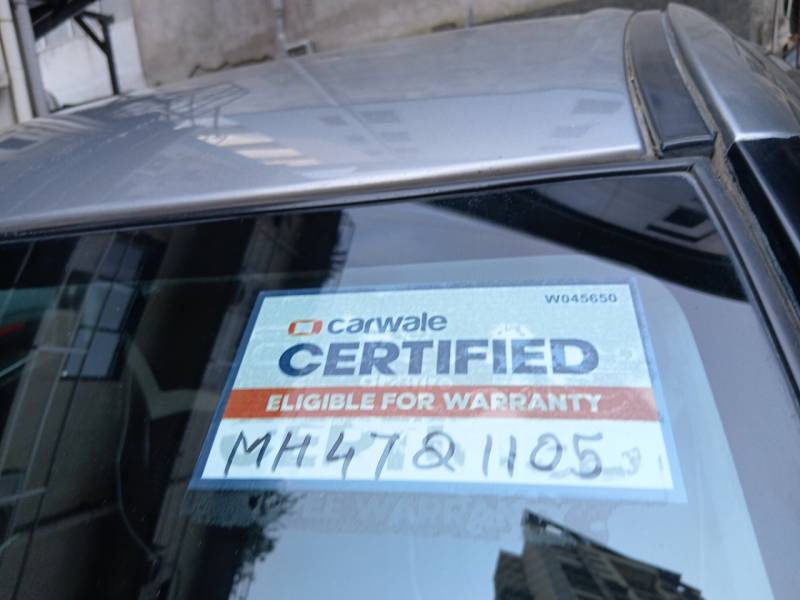 W045650
carwale
CERTIFIED
ELIGIBLE FOR WARRANTY
MH47Q1105